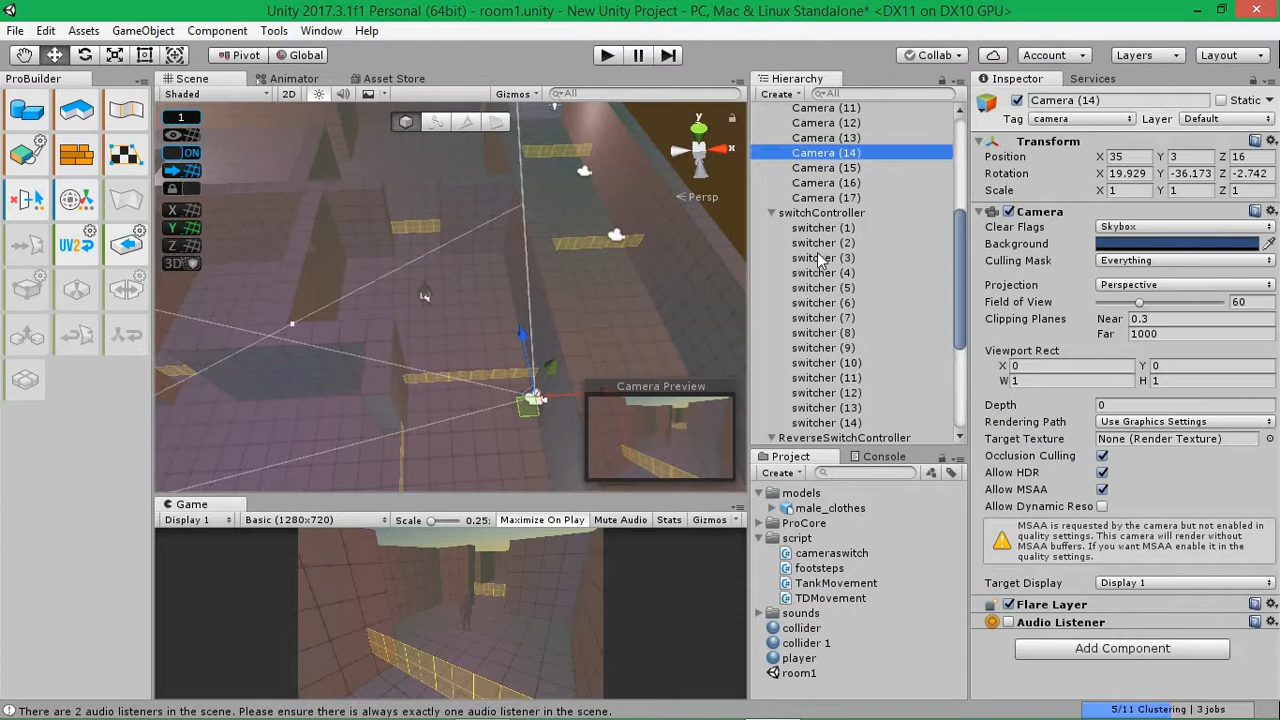 Unity 2017.3.1f1 Personal (64bit) - room1.unity - New Unity Project - PC, Mac & Linux Standalone* <DX11 on DX10 GPU>
File Edit Assets GameObject Component Tools Window Help
Pivot Global Collab Account Layers Layout
ProBuilder
Scene Animator Asset Store
Shaded 2D Gizmos All
1
ON
X
Y
Z
3D
UV2
y
x
Persp
Camera Preview
Game
Display 1 Basic (1280x720) Scale 0.25: Maximize On Play Mute Audio Stats Gizmos
Hierarchy
Create All
Camera (11)
Camera (12)
Camera (13)
Camera (14)
Camera (15)
Camera (16)
Camera (17)
switchController
switcher (1)
switcher (2)
switcher (3)
switcher (4)
switcher (5)
switcher (6)
switcher (7)
switcher (8)
switcher (9)
switcher (10)
switcher (11)
switcher (12)
switcher (13)
switcher (14)
ReverseSwitchController
Project Console
Create
models
male_clothes
ProCore
script
cameraswitch
footsteps
TankMovement
TDMovement
sounds
collider
collider 1
player
room1
Inspector Services
Camera (14) Static
Tag camera Layer Default
Transform
Position X 35 Y 3 Z 16
Rotation X 19.929 Y -36.173 Z -2.742
Scale X 1 Y 1 Z 1
Camera
Clear Flags Skybox
Background
Culling Mask Everything
Projection Perspective
Field of View 60
Clipping Planes Near 0.3
Far 1000
Viewport Rect
X 0 Y 0
W 1 H 1
Depth 0
Rendering Path Use Graphics Settings
Target Texture None (Render Texture)
Occlusion Culling
Allow HDR
Allow MSAA
Allow Dynamic Reso
MSAA is requested by the camera but not enabled in
quality settings. This camera will render without
MSAA buffers. If you want MSAA enable it in the
quality settings.
Target Display Display 1
Flare Layer
Audio Listener
Add Component
There are 2 audio listeners in the scene. Please ensure there is always exactly one audio listener in the scene.
5/11 Clustering | 3 jobs